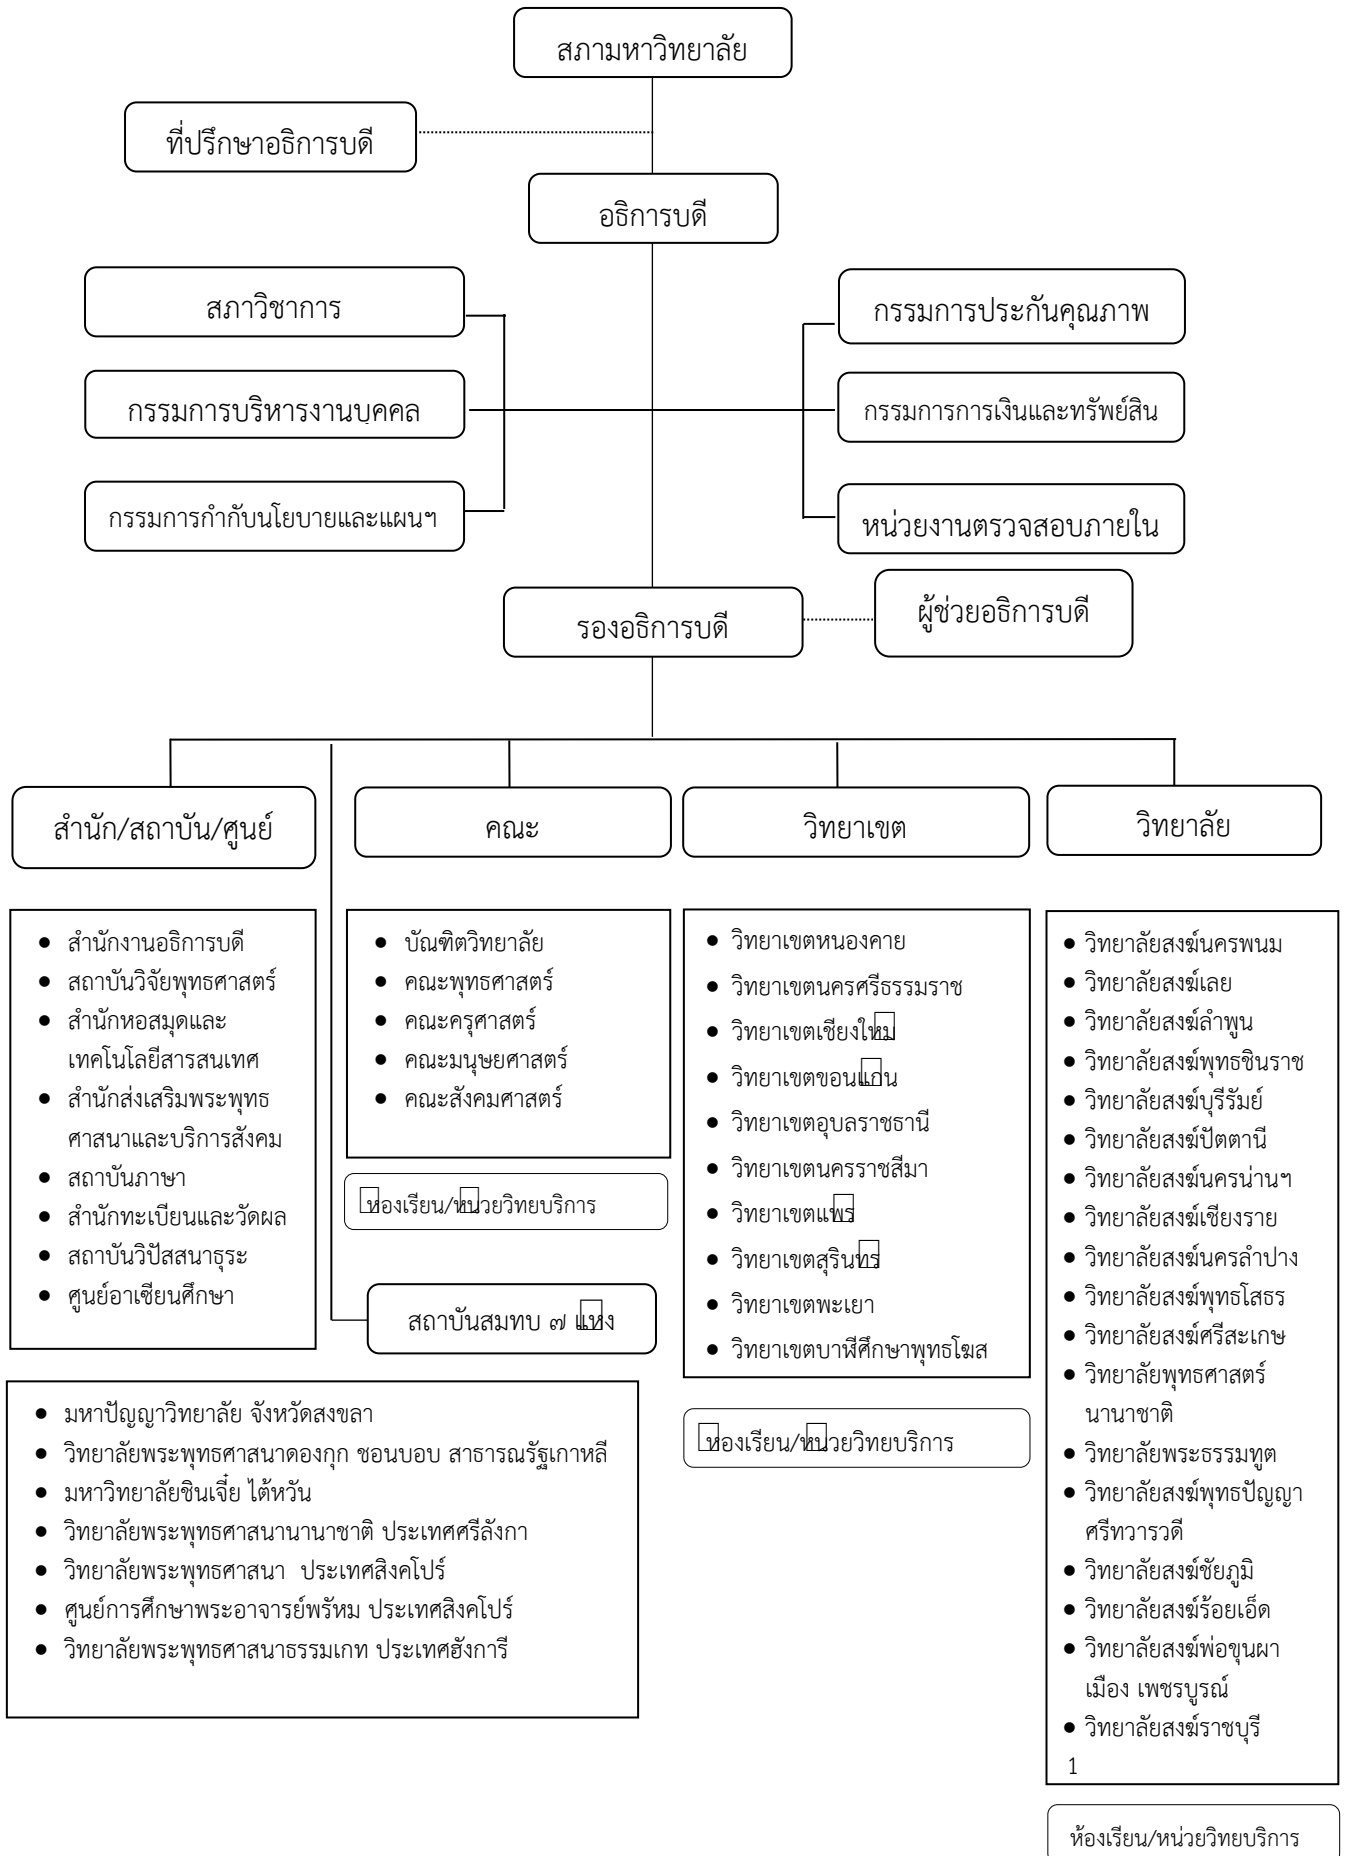 สภามหาวิทยาลัย
ที่ปรึกษาอธิการบดี
อธิการบดี
สภาวิชาการ
กรรมการประกันคุณภาพ
กรรมการบริหารงานบุคคล
กรรมการการเงินและทรัพย์สิน
กรรมการกำกับนโยบายและแผนฯ
หน่วยงานตรวจสอบภายใน
รองอธิการบดี
ผู้ช่วยอธิการบดี
สำนัก/สถาบัน/ศูนย์
คณะ
วิทยาเขต
วิทยาลัย
• สำนักงานอธิการบดี
• สถาบันวิจัยพุทธศาสตร์
• สำนักหอสมุดและ
เทคโนโลยีสารสนเทศ
• สำนักส่งเสริมพระพุทธ
ศาสนาและบริการสังคม
• สถาบันภาษา
• สำนักทะเบียนและวัดผล
• สถาบันวิปัสสนาธุระ
• ศูนย์อาเซียนศึกษา
• บัณฑิตวิทยาลัย
• คณะพุทธศาสตร์
• คณะครุศาสตร์
• คณะมนุษยศาสตร์
• คณะสังคมศาสตร์
หองเรียน/หนวยวิทยบริการ
สถาบันสมทบ ๗ แหง
• วิทยาเขตหนองคาย
• วิทยาเขตนครศรีธรรมราช
• วิทยาเขตเชียงใหม
• วิทยาเขตขอนแกน
• วิทยาเขตอุบลราชธานี
• วิทยาเขตนครราชสีมา
• วิทยาเขตแพร
• วิทยาเขตสุรินทร
• วิทยาเขตพะเยา
• วิทยาเขตบาฬีศึกษาพุทธโฆส
หองเรียน/หนวยวิทยบริการ
• วิทยาลัยสงฆ์นครพนม
• วิทยาลัยสงฆ์เลย
• วิทยาลัยสงฆ์ลำพูน
• วิทยาลัยสงฆ์พุทธชินราช
• วิทยาลัยสงฆ์บุรีรัมย์
• วิทยาลัยสงฆ์ปัตตานี
• วิทยาลัยสงฆ์นครน่านฯ
• วิทยาลัยสงฆ์เชียงราย
• วิทยาลัยสงฆ์นครลำปาง
• วิทยาลัยสงฆ์พุทธโสธร
• วิทยาลัยสงฆ์ศรีสะเกษ
• วิทยาลัยพุทธศาสตร์
นานาชาติ
• วิทยาลัยพระธรรมทูต
• วิทยาลัยสงฆ์พุทธปัญญา
ศรีทวารวดี
• วิทยาลัยสงฆ์ชัยภูมิ
• วิทยาลัยสงฆ์ร้อยเอ็ด
• วิทยาลัยสงฆ์พ่อขุนผา
เมือง เพชรบูรณ์
• วิทยาลัยสงฆ์ราชบุรี
1
ห้องเรียน/หน่วยวิทยบริการ
• มหาปัญญาวิทยาลัย จังหวัดสงขลา
• วิทยาลัยพระพุทธศาสนาดองกุก ชอนบอบ สาธารณรัฐเกาหลี
• มหาวิทยาลัยชินเจี๋ย ไต้หวัน
• วิทยาลัยพระพุทธศาสนานานาชาติ ประเทศศรีลังกา
• วิทยาลัยพระพุทธศาสนา ประเทศสิงคโปร์
• ศูนย์การศึกษาพระอาจารย์พรัหม ประเทศสิงคโปร์
• วิทยาลัยพระพุทธศาสนาธรรมเกท ประเทศฮังการี